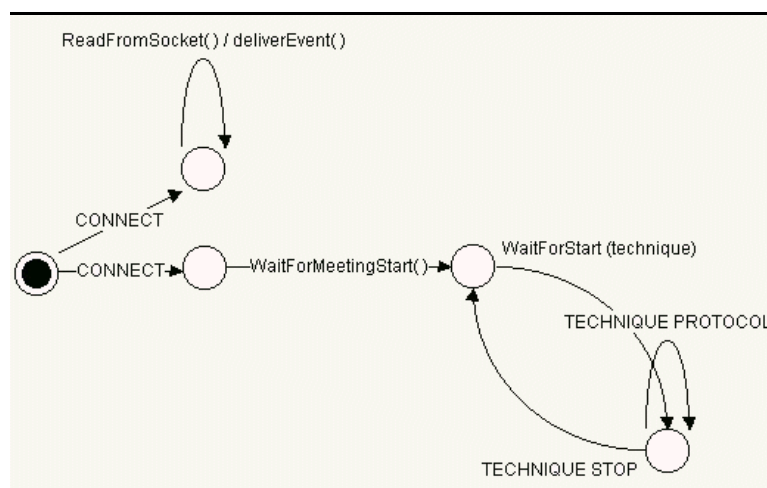 ReadFromSocket() / deliverEvent()
CONNECT
CONNECT
WaitForMeetingStart()
WaitForStart (technique)
TECHNIQUE PROTOCOL
TECHNIQUE STOP